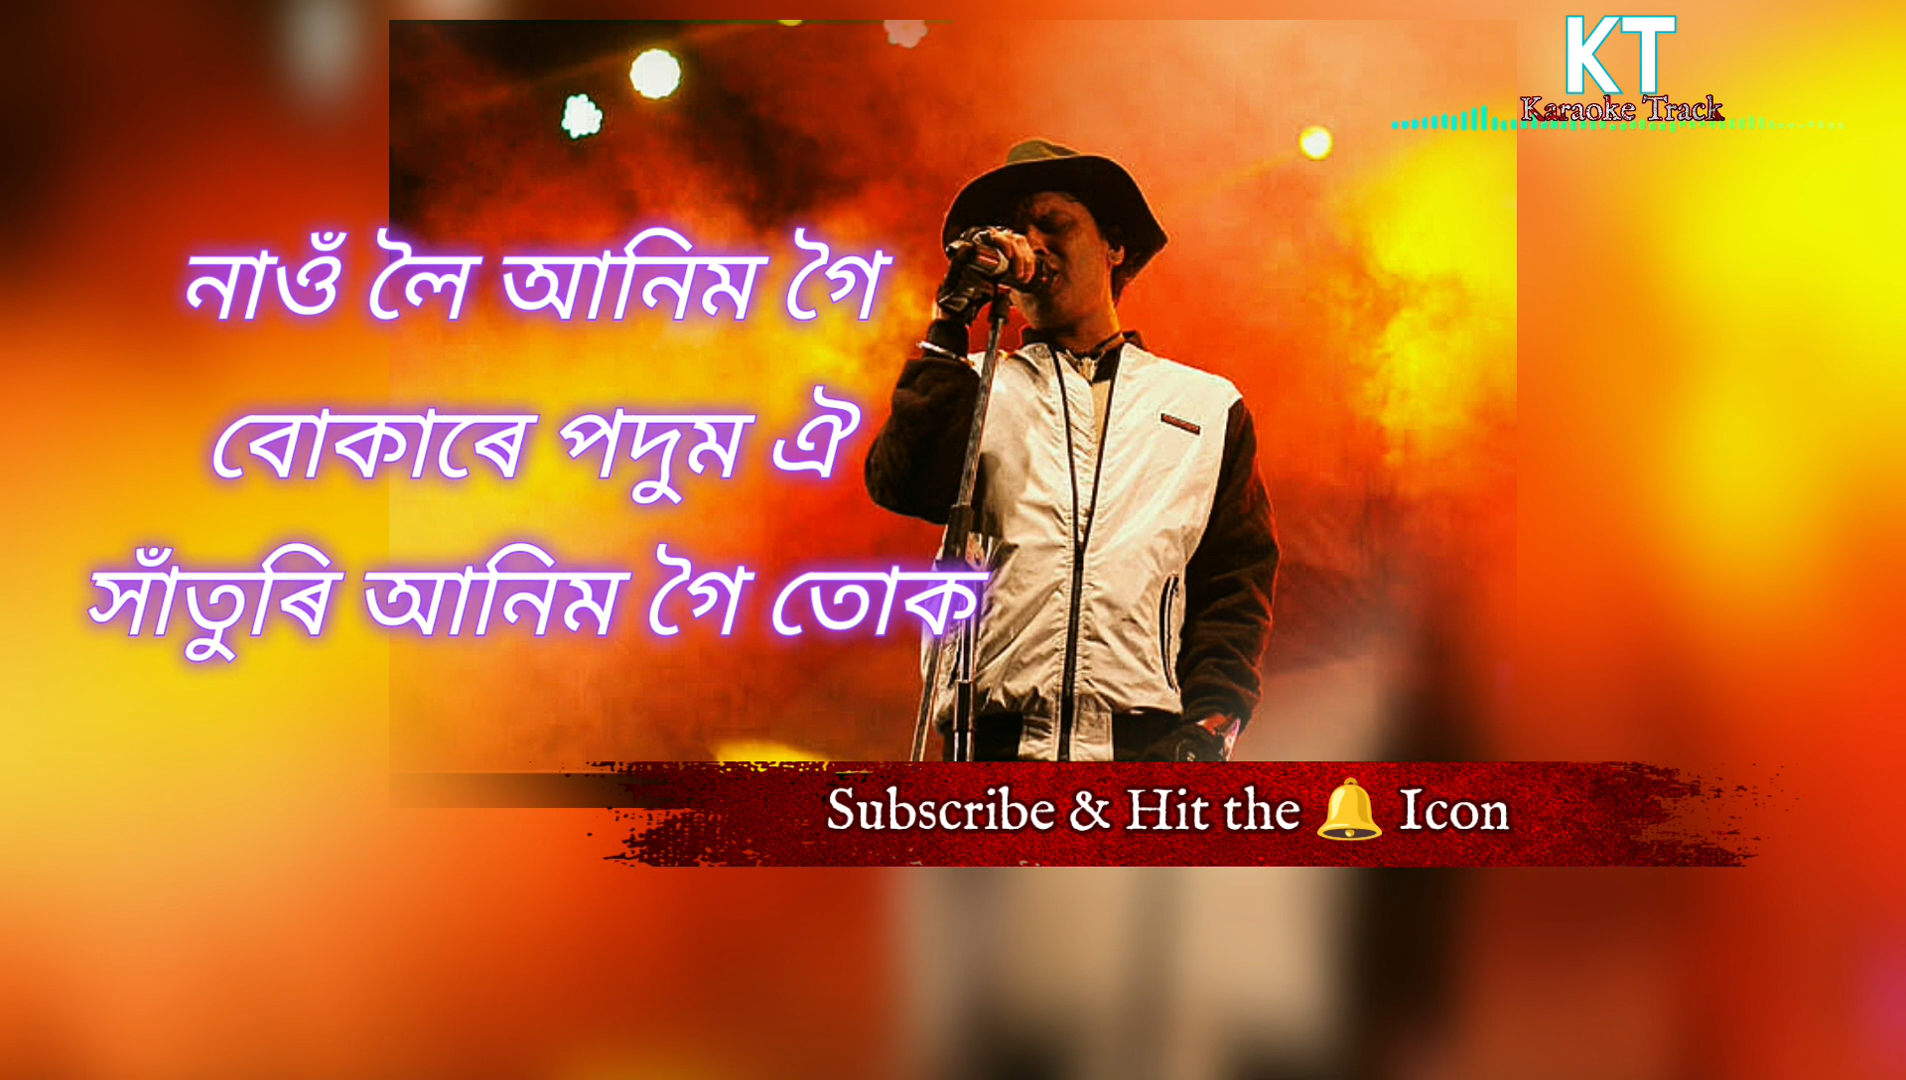 KT
Karaoke Track
নাওঁ লৈ আনিম গৈ
বোকাৰে পদুম ঐ
সাঁতুৰি আনিম গৈ তোক
Subscribe & Hit the 🔔 Icon